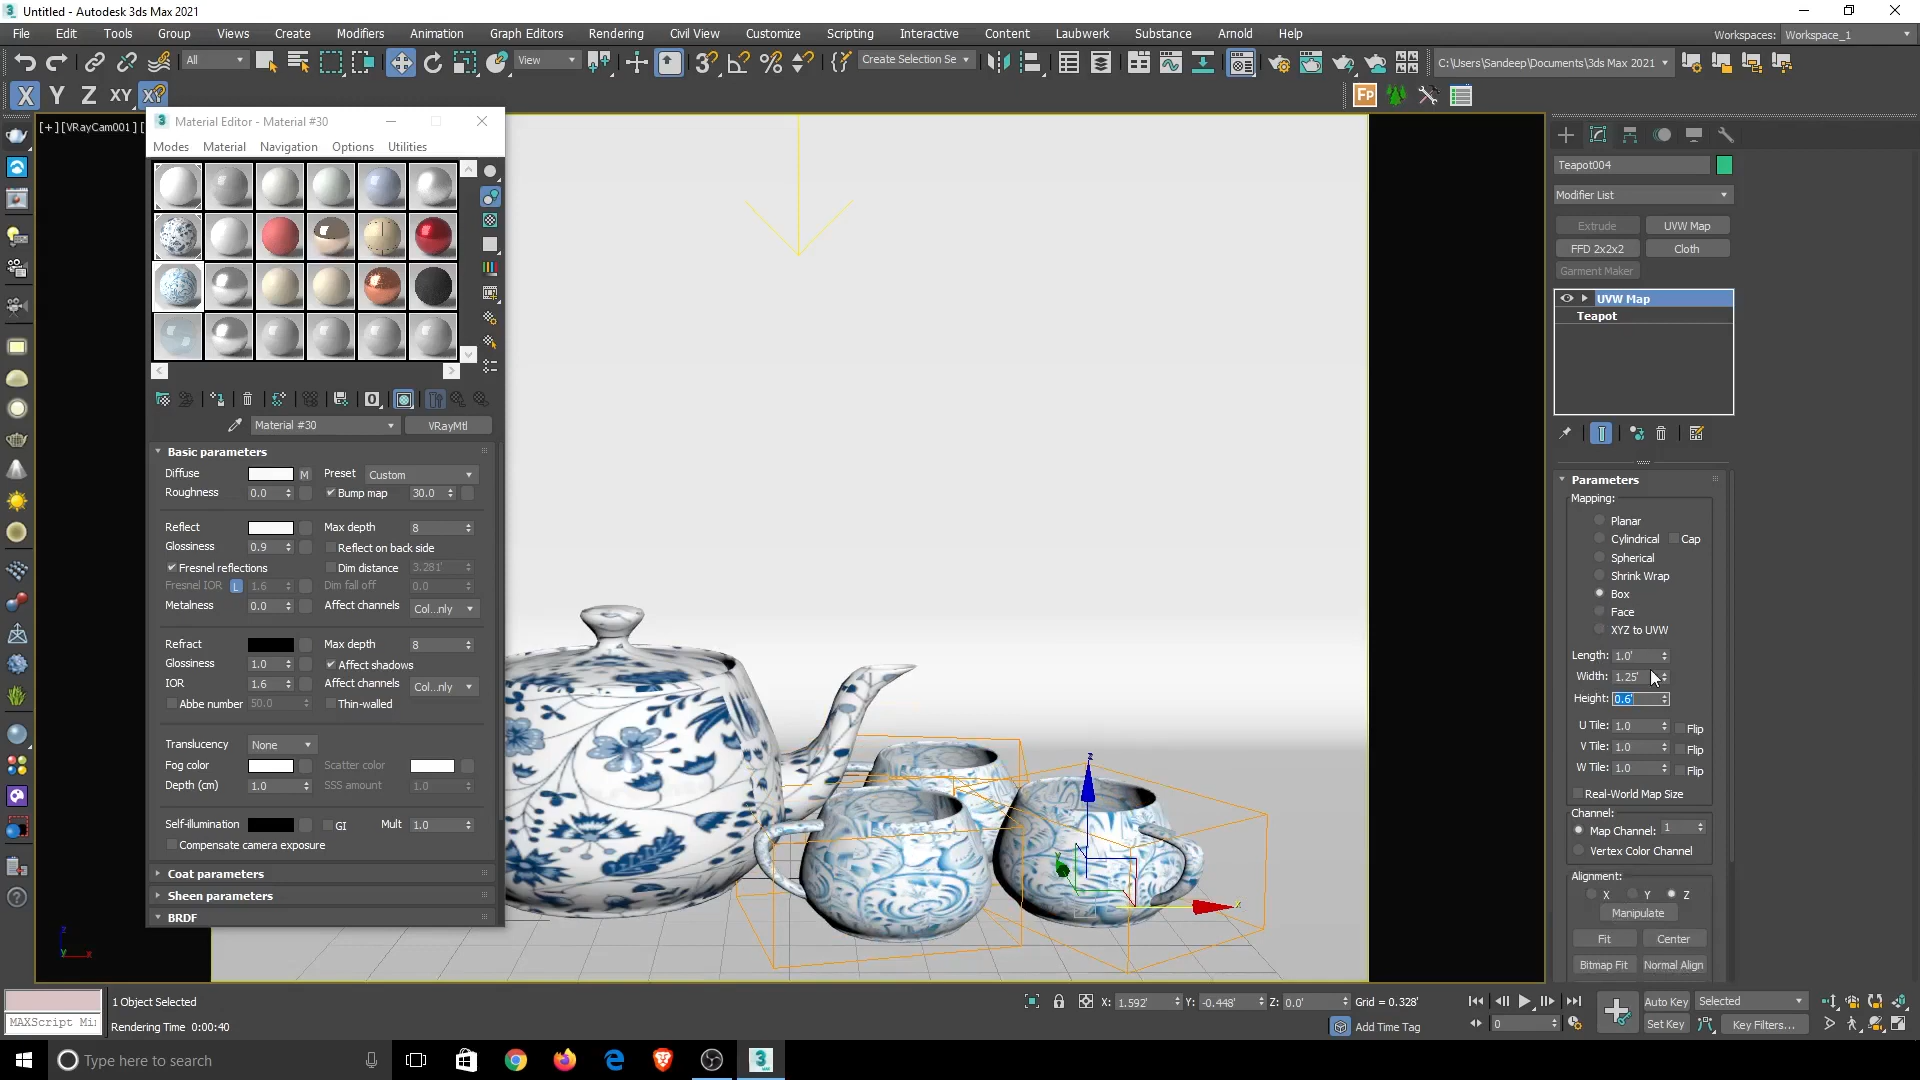 Untitled - Autodesk 3ds Max 2021
File Edit Tools Group Views Create Modifiers Animation Graph Editors Rendering Civil View Customize Scripting Interactive Content Laubwerk Substance Arnold Help
Workspaces: Workspace_1
All View Create Selection Se C:\Users\Sandeep\Documents\3ds Max 2021
X Y Z XY
Fp
[+][VRayCam001]
Material Editor - Material #30
Modes Material Navigation Options Utilities
Material #30 VRayMtl
Basic parameters
Diffuse M Preset Custom
Roughness 0.0 Bump map 30.0
Reflect Max depth 8
Glossiness 0.9 Reflect on back side
Fresnel reflections Dim distance 3.281'
Fresnel IOR L 1.6 Dim fall off 0.0
Metalness 0.0 Affect channels Col...nly
Refract Max depth 8
Glossiness 1.0 Affect shadows
IOR 1.6 Affect channels Col...nly
Abbe number 50.0 Thin-walled
Translucency None
Fog color Scatter color
Depth (cm) 1.0 SSS amount 1.0
Self-illumination GI Mult 1.0
Compensate camera exposure
Coat parameters
Sheen parameters
BRDF
Teapot004
Modifier List
Extrude UVW Map
FFD 2x2x2 Cloth
Garment Maker
UVW Map
Teapot
Parameters
Mapping:
Planar
Cylindrical Cap
Spherical
Shrink Wrap
Box
Face
XYZ to UVW
Length: 1.0'
Width: 1.25'
Height: 0.6'
U Tile: 1.0 Flip
V Tile: 1.0 Flip
W Tile: 1.0 Flip
Real-World Map Size
Channel:
Map Channel: 1
Vertex Color Channel
Alignment:
X Y Z
Manipulate
Fit Center
Bitmap Fit Normal Align
z
x
1 Object Selected
X: 1.592' Y: -0.448' Z: 0.0' Grid = 0.328'
Auto Key Selected
MAXScript Mi
Rendering Time 0:00:40
Add Time Tag
0
Set Key Key Filters...
Type here to search
3